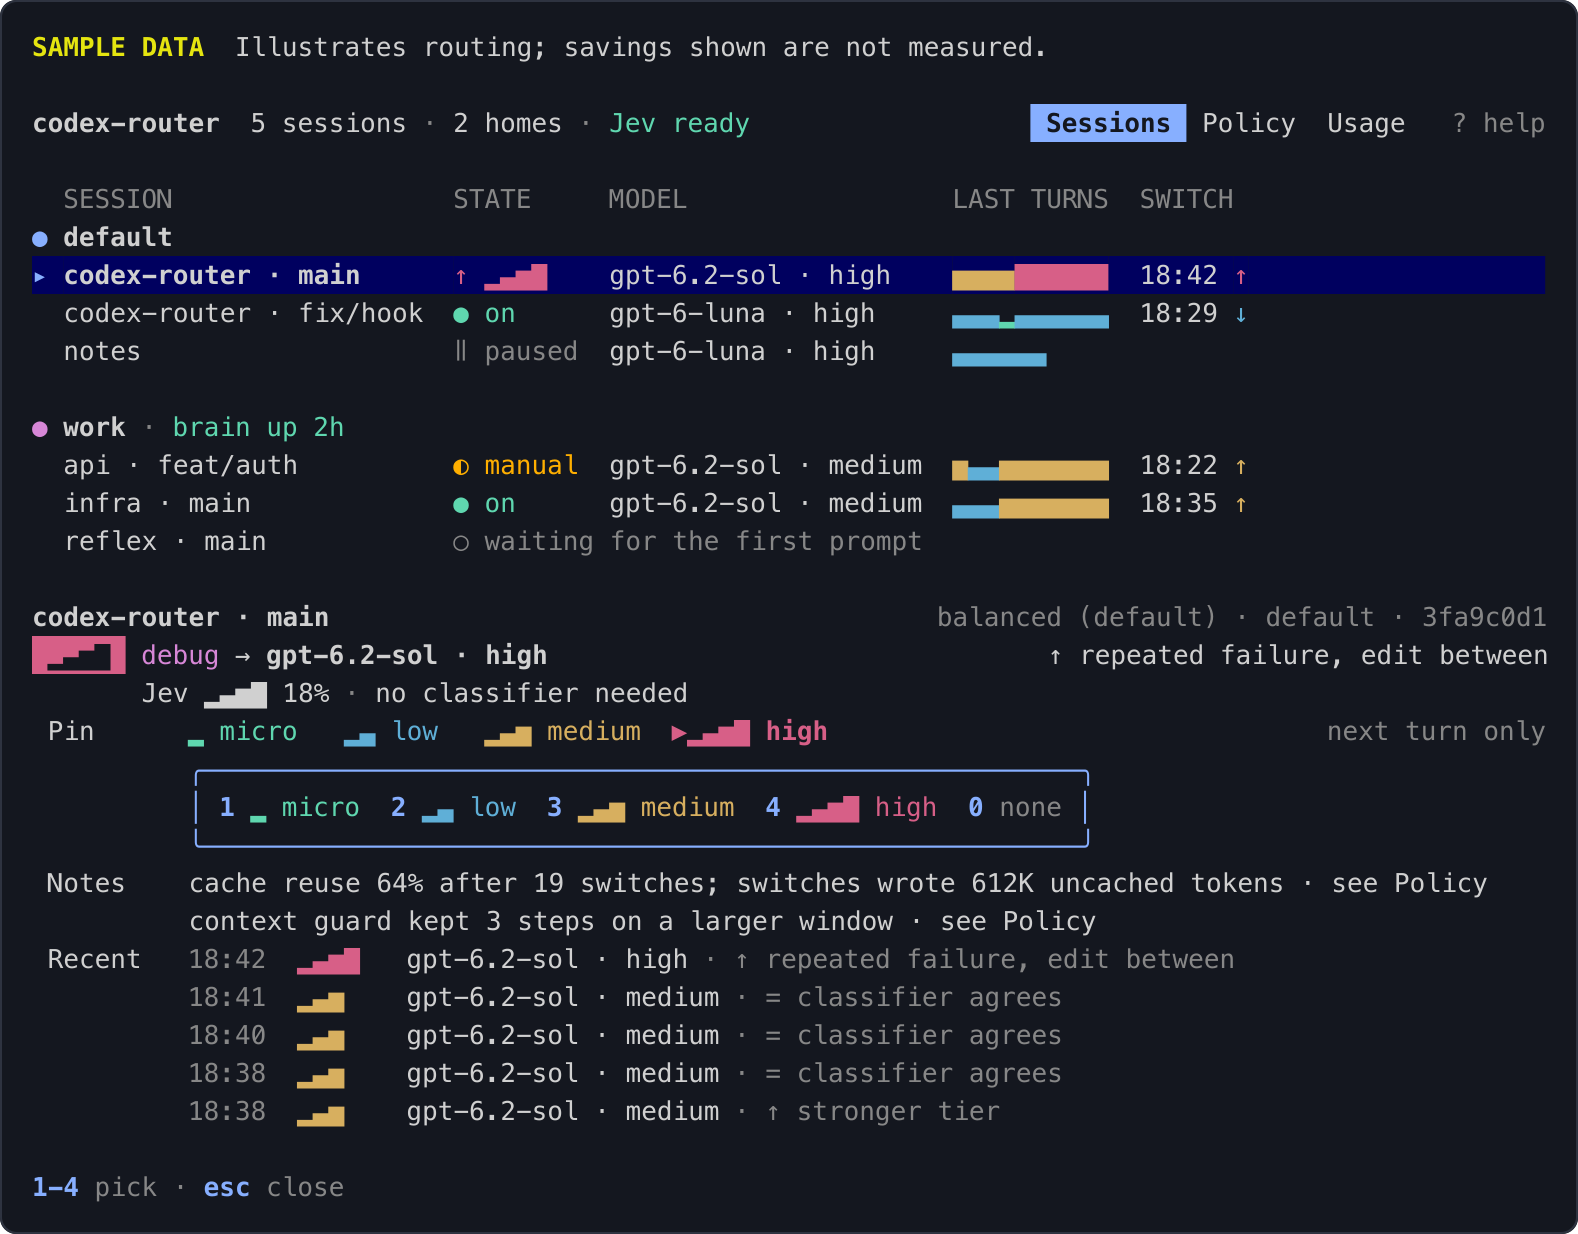 SAMPLE DATA  Illustrates routing; savings shown are not measured.
codex-router  5 sessions · 2 homes · Jev ready  Sessions  Policy  Usage  ? help
SESSION  STATE  MODEL  LAST TURNS  SWITCH
● default
▸ codex-router · main  ↑ ▂▄▆█  gpt-6.2-sol · high  18:42 ↑
codex-router · fix/hook  ● on  gpt-6-luna · high  18:29 ↓
notes  ‖ paused  gpt-6-luna · high
● work · brain up 2h
api · feat/auth  ◐ manual  gpt-6.2-sol · medium  18:22 ↑
infra · main  ● on  gpt-6.2-sol · medium  18:35 ↑
reflex · main  ○ waiting for the first prompt
codex-router · main  balanced (default) · default · 3fa9c0d1
debug → gpt-6.2-sol · high  ↑ repeated failure, edit between
Jev ▂▄▆█ 18% · no classifier needed
Pin  ▂ micro  ▂▄ low  ▂▄▆ medium  ▶▂▄▆█ high  next turn only
1 ▂ micro  2 ▂▄ low  3 ▂▄▆ medium  4 ▂▄▆█ high  0 none
Notes  cache reuse 64% after 19 switches; switches wrote 612K uncached tokens · see Policy
context guard kept 3 steps on a larger window · see Policy
Recent  18:42  ▂▄▆█  gpt-6.2-sol · high · ↑ repeated failure, edit between
18:41  ▂▄▆  gpt-6.2-sol · medium · = classifier agrees
18:40  ▂▄▆  gpt-6.2-sol · medium · = classifier agrees
18:38  ▂▄▆  gpt-6.2-sol · medium · = classifier agrees
18:38  ▂▄▆  gpt-6.2-sol · medium · ↑ stronger tier
1-4 pick · esc close